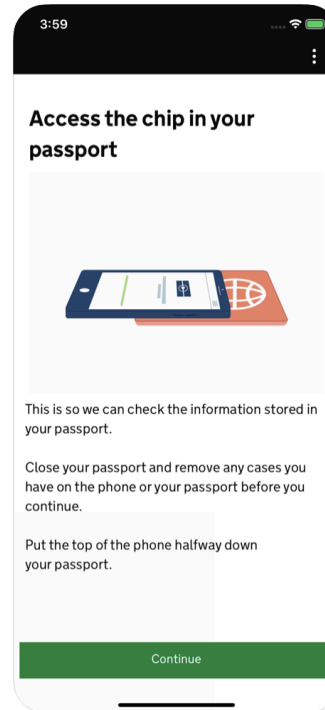 3:59
Access the chip in your
passport
This is so we can check the information stored in
your passport.
Close your passport and remove any cases you
have on the phone or your passport before you
continue.
Put the top of the phone halfway down
your passport.
Continue